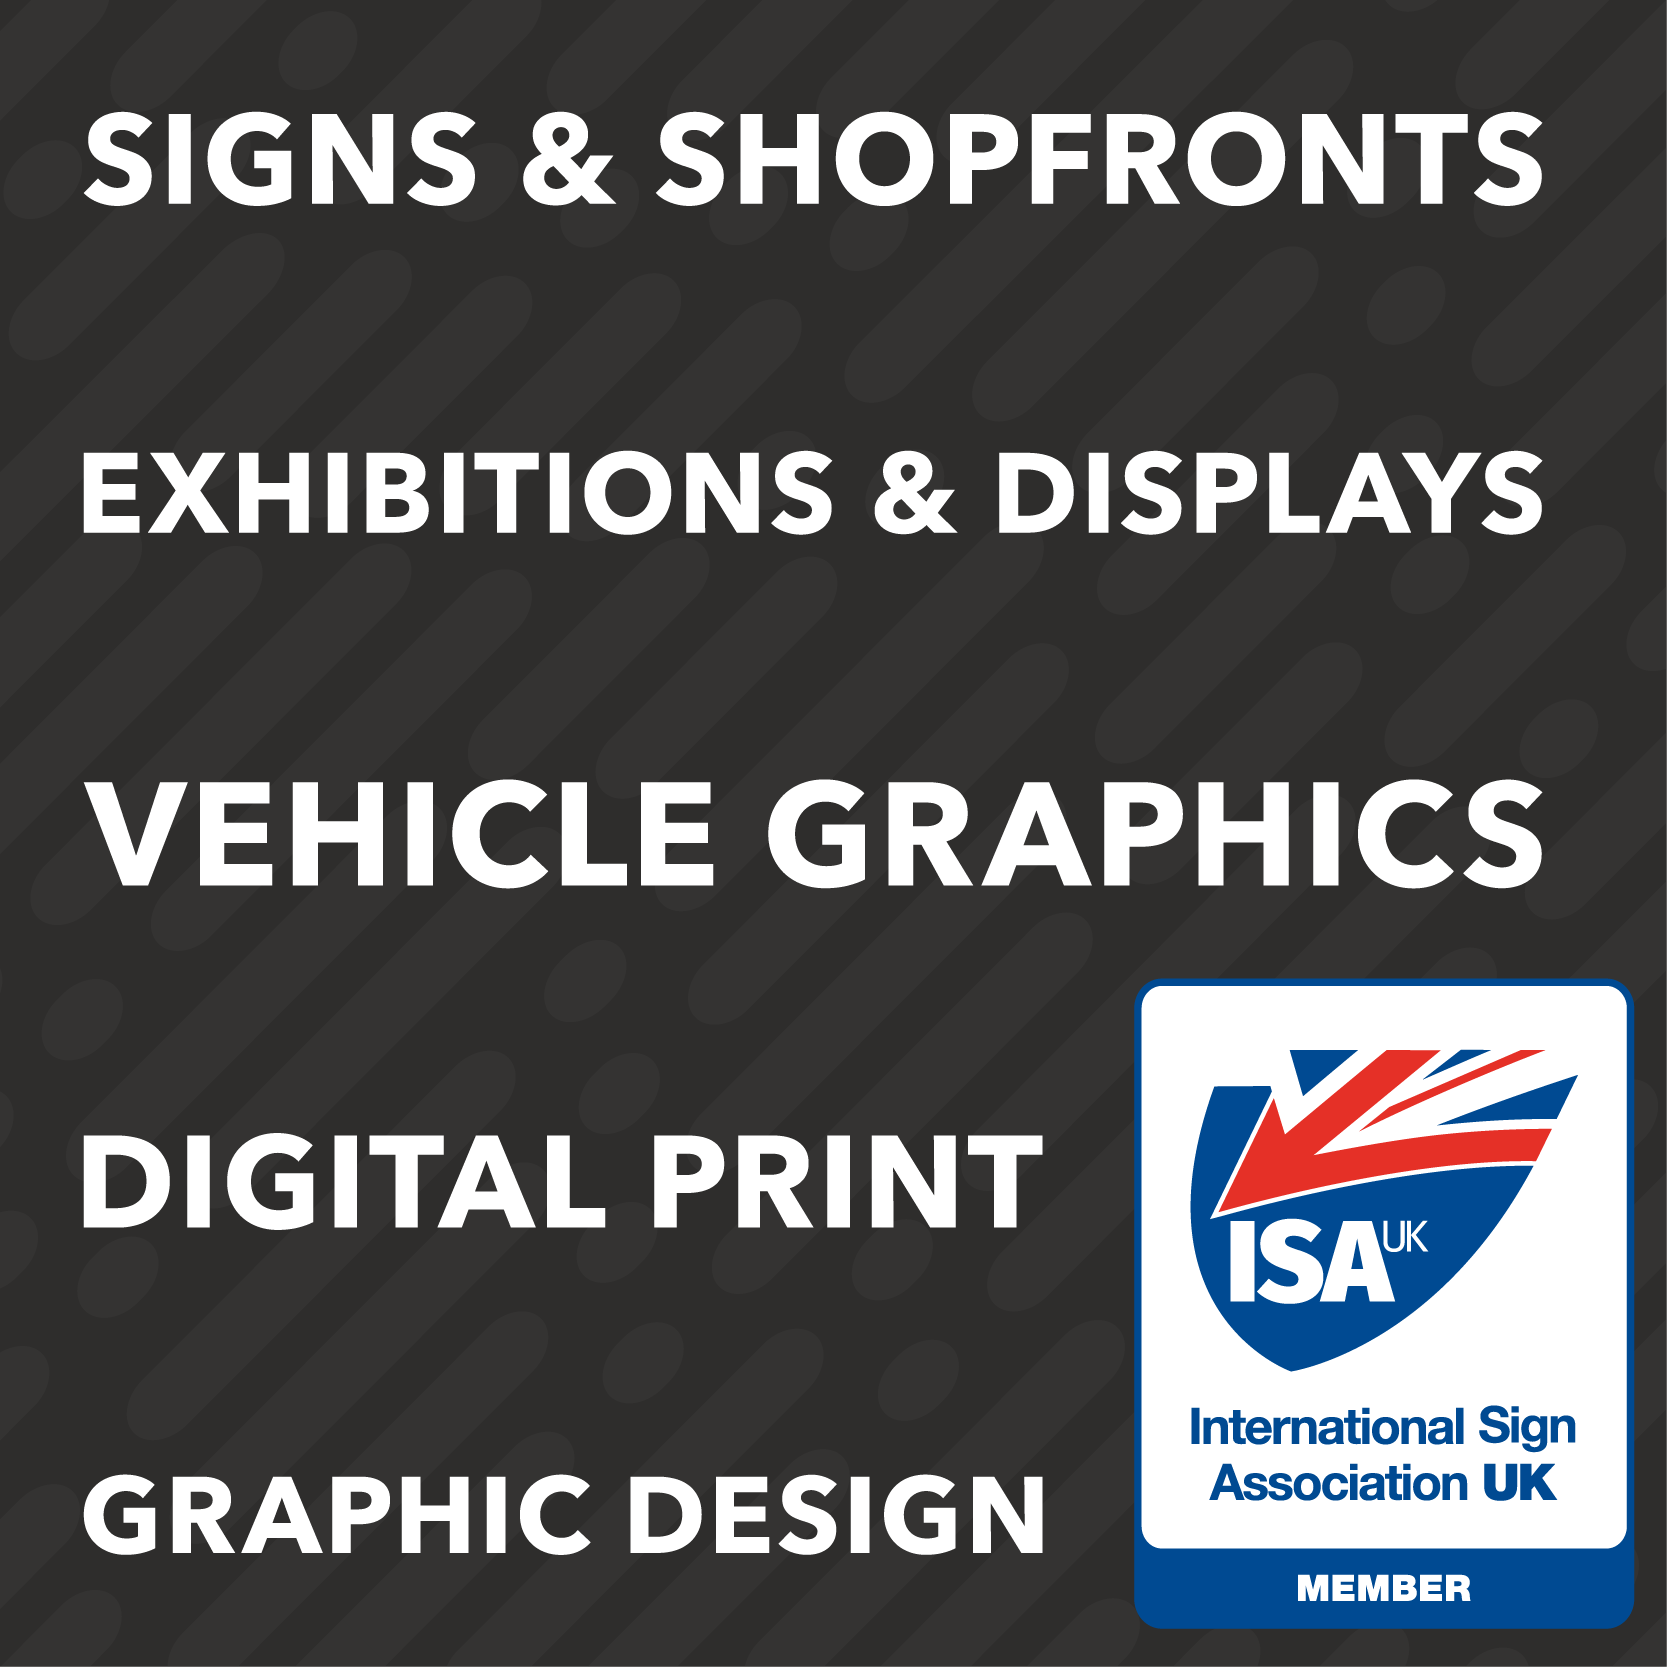 SIGNS & SHOPFRONTS
EXHIBITIONS & DISPLAYS
VEHICLE GRAPHICS
DIGITAL PRINT
GRAPHIC DESIGN
ISA UK
International Sign
Association UK
MEMBER